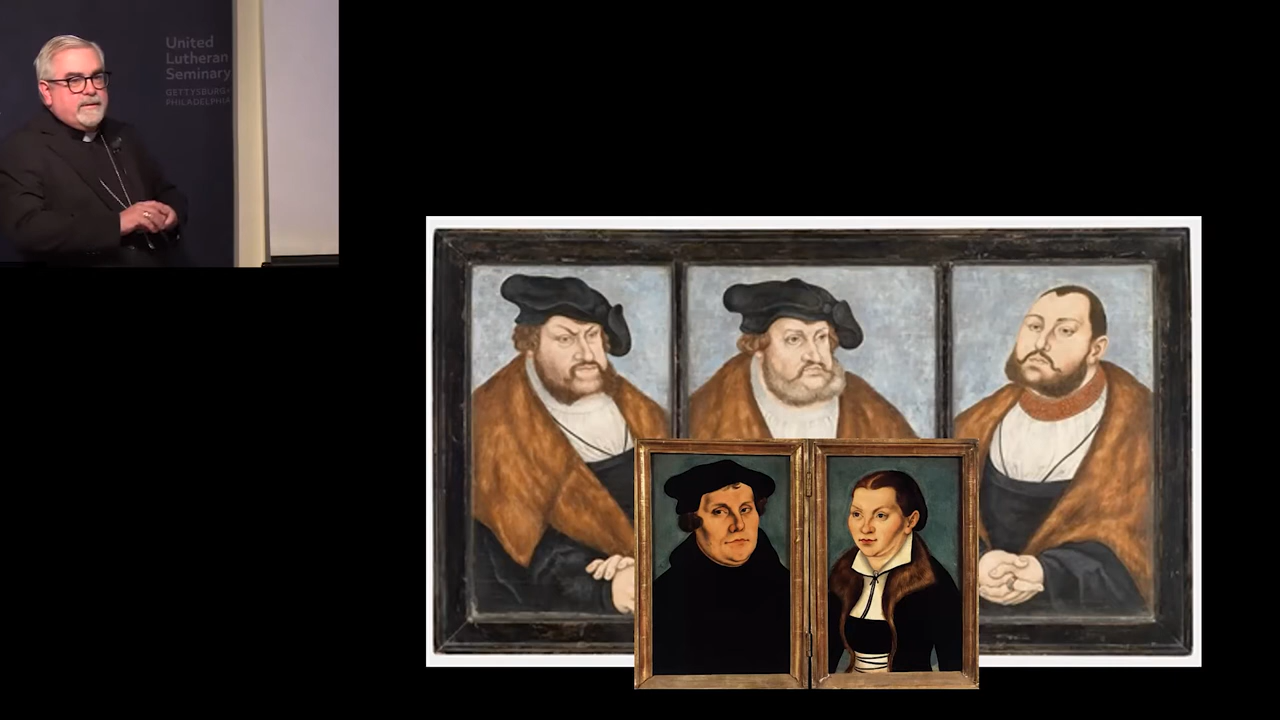 United
Lutheran
Seminary
GETTYSBURG+
PHILADELPHIA